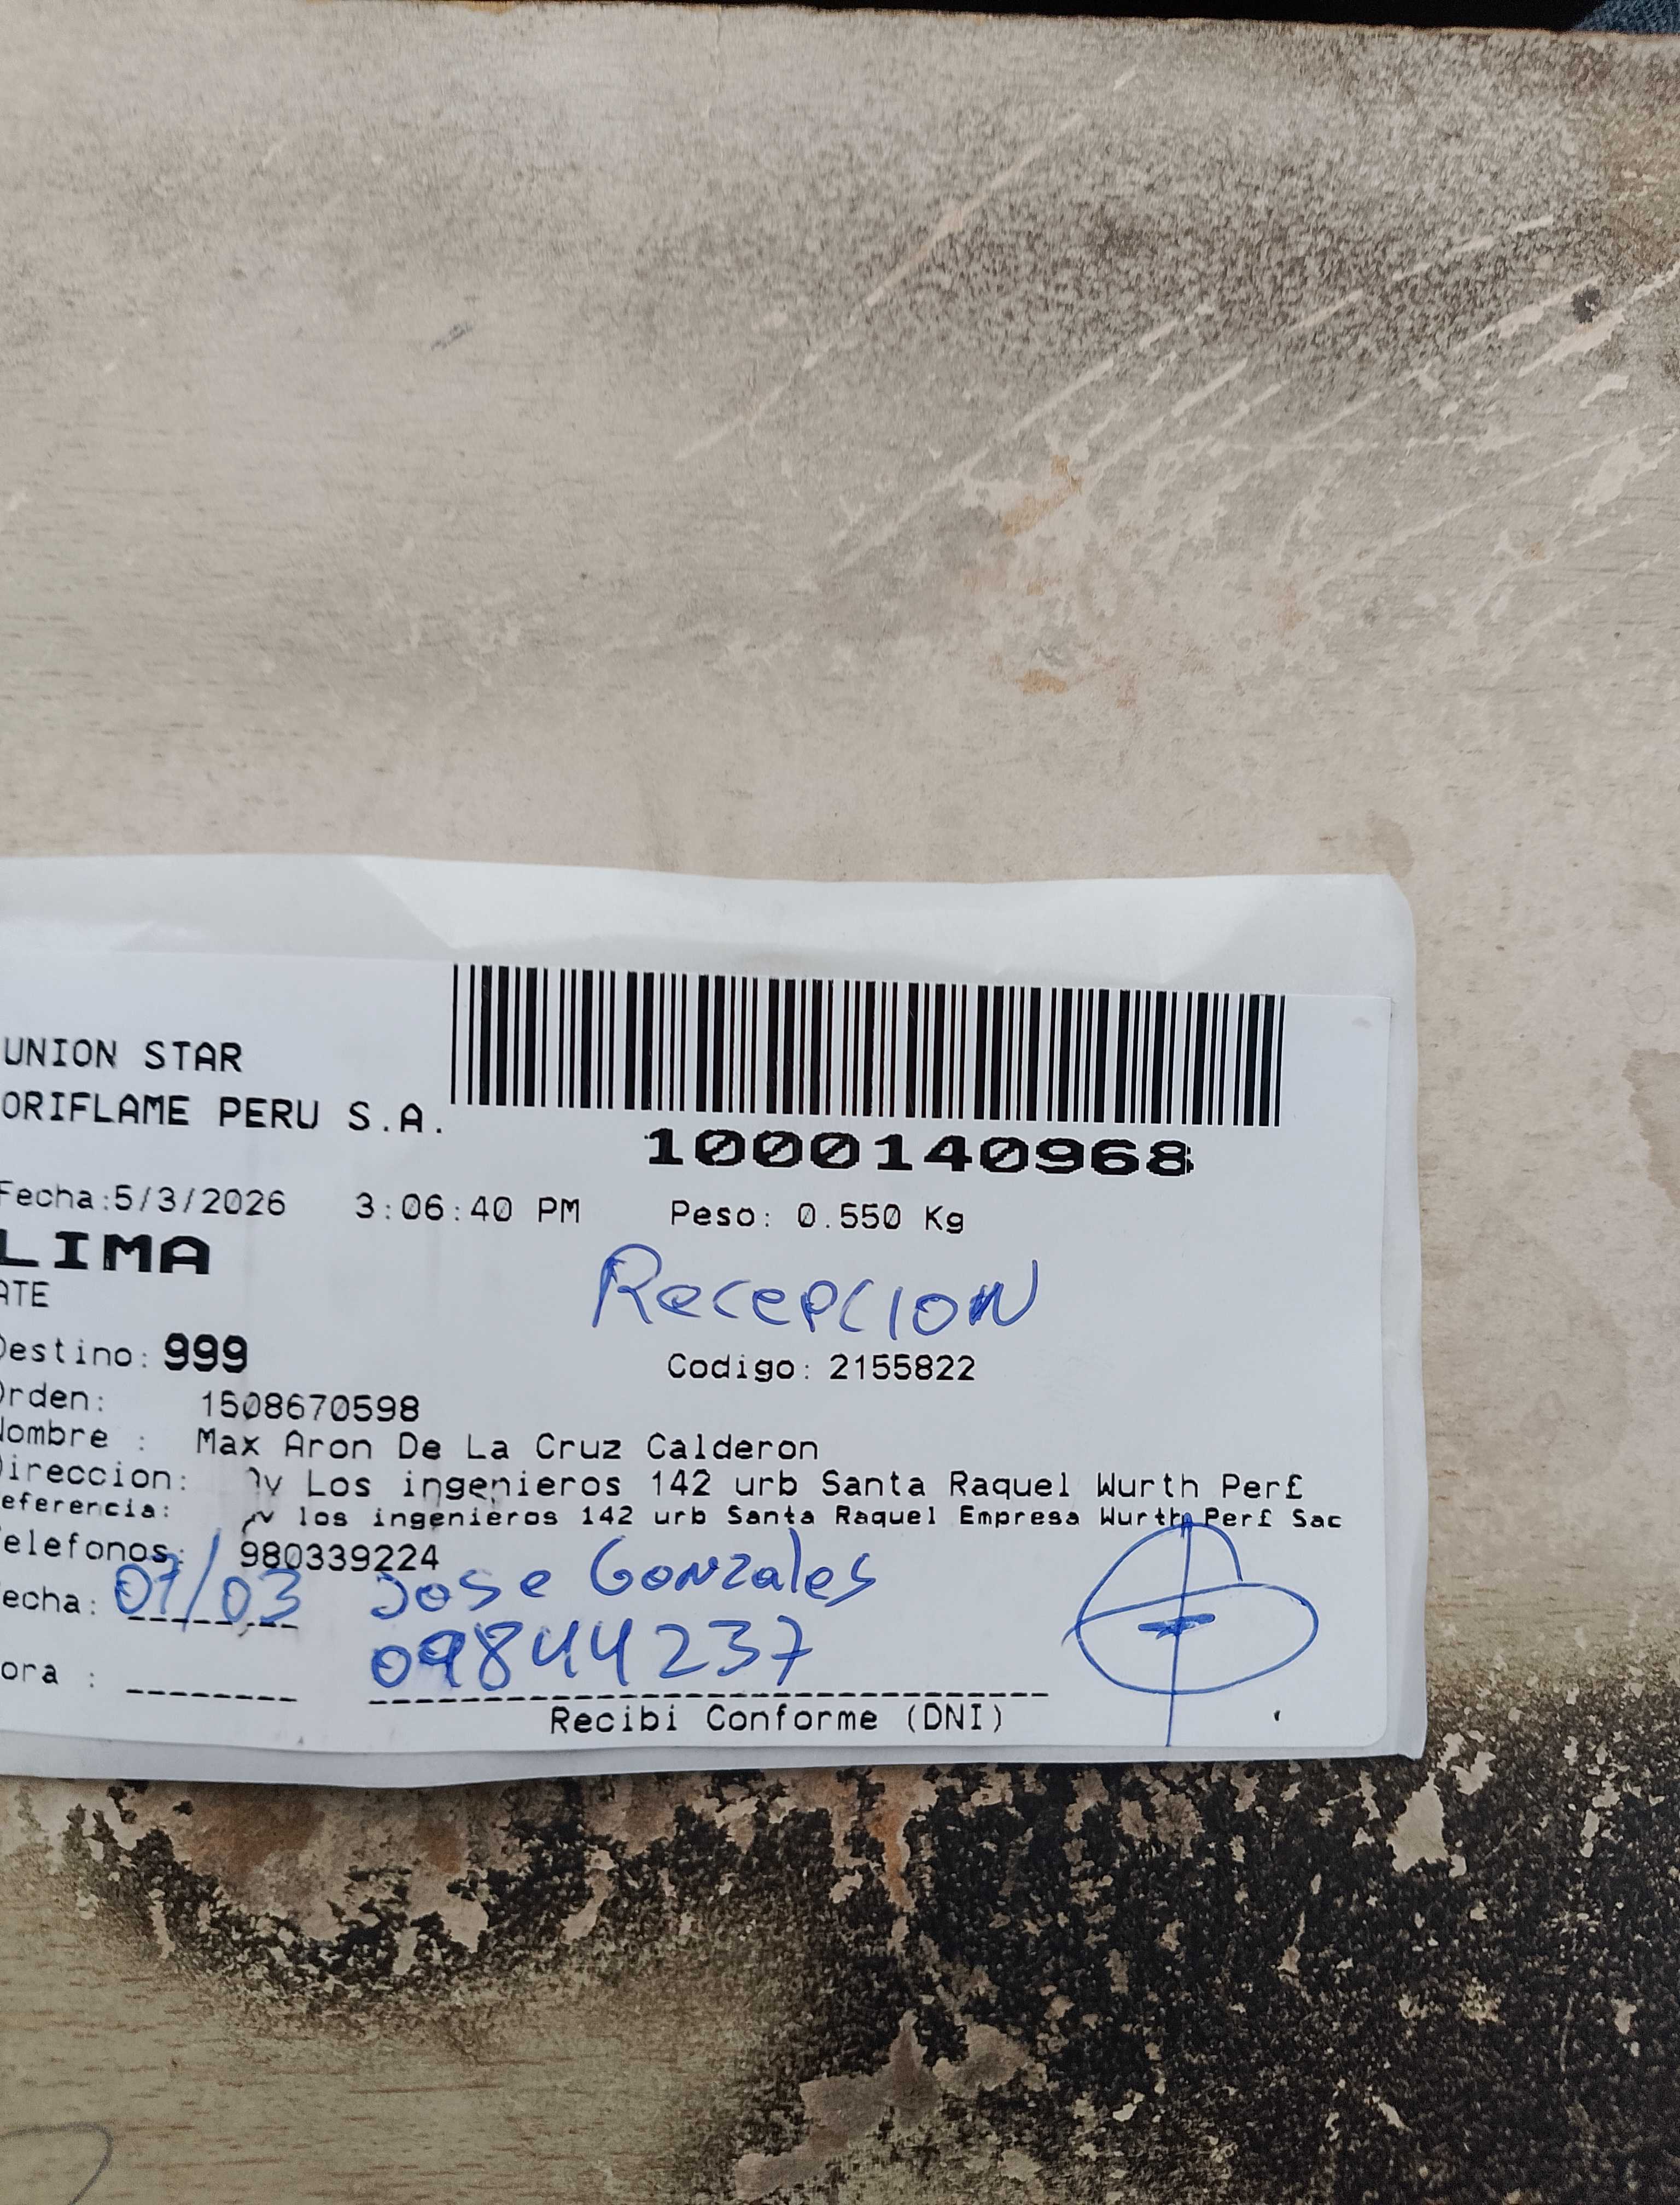 UNION STAR
ORIFLAME PERU S.A.
1000140968
Fecha:5/3/2026 3:06:40 PM Peso: 0.550 Kg
LIMA
ATE
RecepcION
Destino: 999
Codigo: 2155822
Orden: 1508670598
Nombre : Max Aron De La Cruz Calderon
Direccion: Av Los ingenieros 142 urb Santa Raquel Wurth Per£
eferencia: Av los ingenieros 142 urb Santa Raquel Empresa Wurth Per£ Sac
elefonos: 980339224
echa: 07/03 Jose Gonzales
09844237
ora :
Recibi Conforme (DNI)